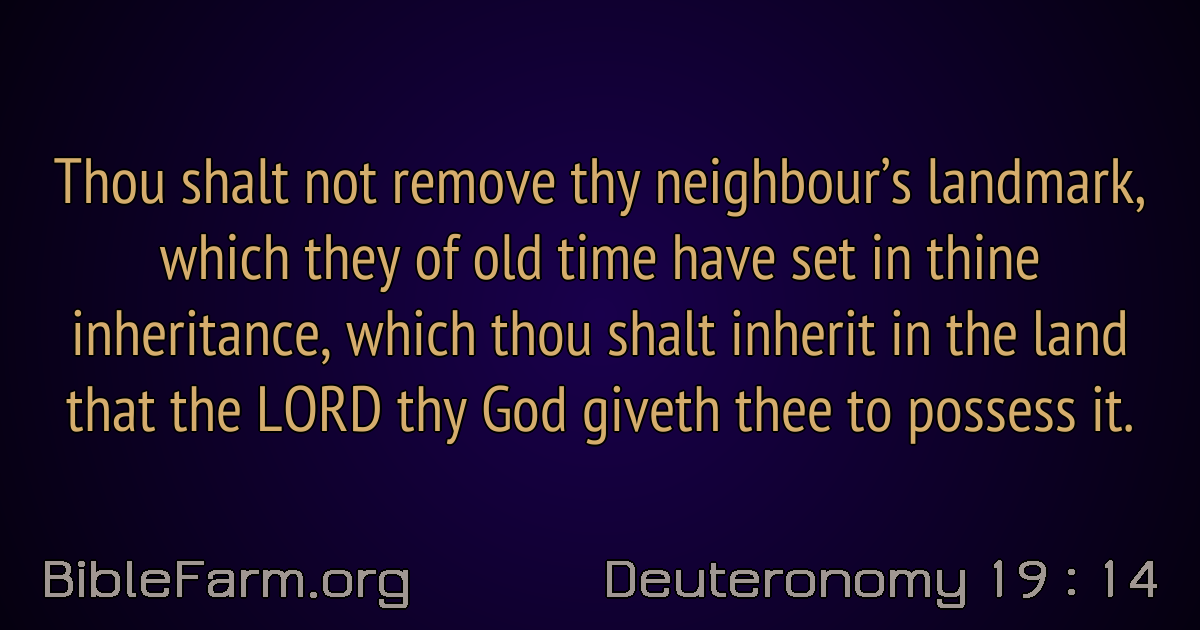 Thou shalt not remove thy neighbour’s landmark,
which they of old time have set in thine
inheritance, which thou shalt inherit in the land
that the LORD thy God giveth thee to possess it.
BibleFarm.org
Deuteronomy 19 : 14